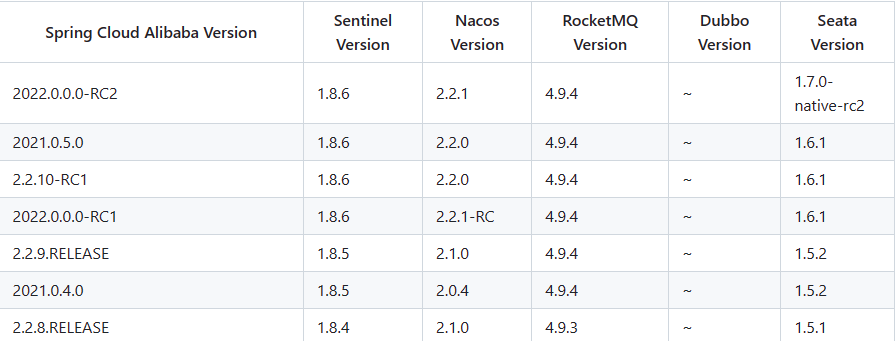 Spring Cloud Alibaba Version Sentinel Version Nacos Version RocketMQ Version Dubbo Version Seata Version
2022.0.0.0-RC2 1.8.6 2.2.1 4.9.4 ~ 1.7.0-native-rc2
2021.0.5.0 1.8.6 2.2.0 4.9.4 ~ 1.6.1
2.2.10-RC1 1.8.6 2.2.0 4.9.4 ~ 1.6.1
2022.0.0.0-RC1 1.8.6 2.2.1-RC 4.9.4 ~ 1.6.1
2.2.9.RELEASE 1.8.5 2.1.0 4.9.4 ~ 1.5.2
2021.0.4.0 1.8.5 2.0.4 4.9.4 ~ 1.5.2
2.2.8.RELEASE 1.8.4 2.1.0 4.9.3 ~ 1.5.1